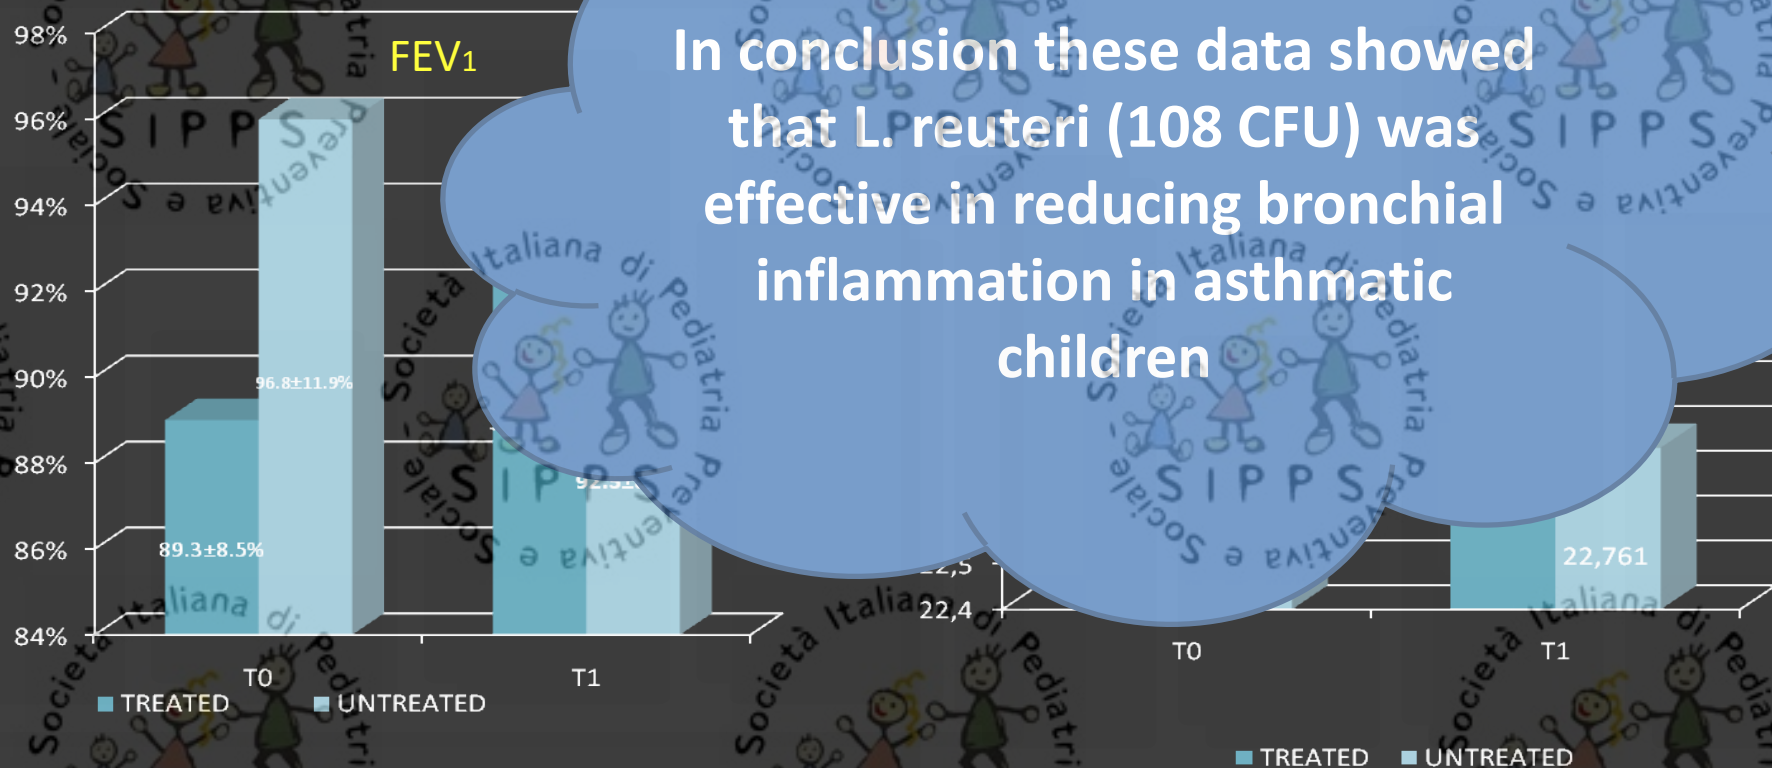 98%
96%
94%
92%
90%
88%
86%
84%
FEV1
96.8±11.9%
89.3±8.5%
T0
T1
TREATED
UNTREATED
In conclusion these data showed
that L. reuteri (108 CFU) was
effective in reducing bronchial
inflammation in asthmatic
children
22,4
22,761
T0
T1
TREATED
UNTREATED
Società Italiana di Pediatria Preventiva e Sociale -
SIPPS